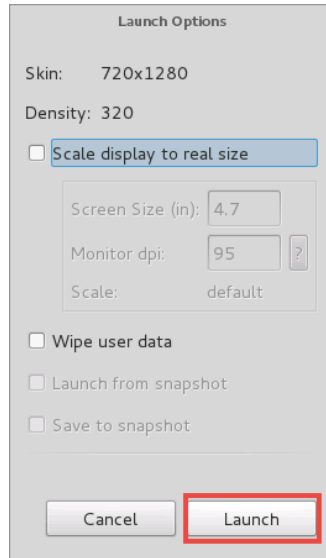 Launch Options
Skin: 720x1280
Density: 320
Scale display to real size
Screen Size (in): 4.7
Monitor dpi: 95 ?
Scale: default
Wipe user data
Launch from snapshot
Save to snapshot
Cancel Launch